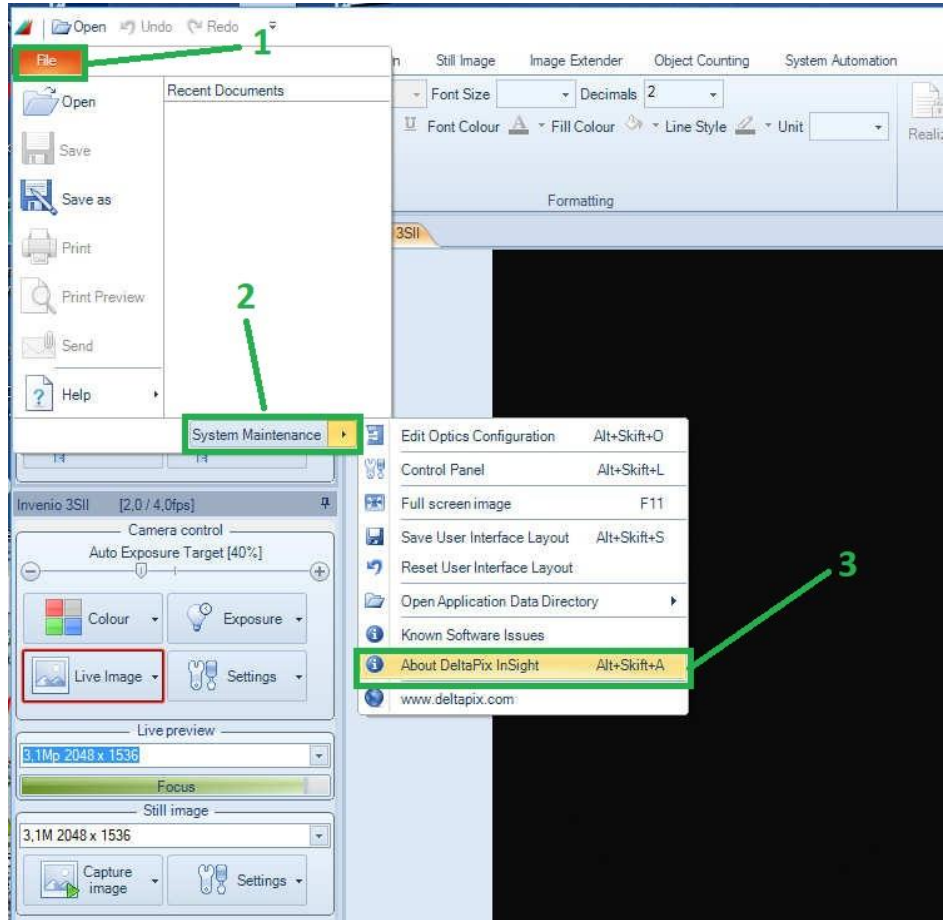 Open Undo Redo
1
File
n Still Image Image Extender Object Counting System Automation
Open
Recent Documents
Font Size Decimals 2
U Font Colour A Fill Colour Line Style Unit
Realiz
Save
Save as
Formatting
Print
3SII
Print Preview
2
Send
Help
System Maintenance
Edit Optics Configuration Alt+Skift+O
Control Panel Alt+Skift+L
Full screen image F11
Save User Interface Layout Alt+Skift+S
Reset User Interface Layout
Open Application Data Directory
Known Software Issues
About DeltaPix InSight Alt+Skift+A
www.deltapix.com
3
Invenio 3SII [2,0 / 4,0fps]
Camera control
Auto Exposure Target [40%]
Colour Exposure
Live Image Settings
Live preview
3,1Mp 2048 x 1536
Focus
Still image
3,1M 2048 x 1536
Capture image Settings